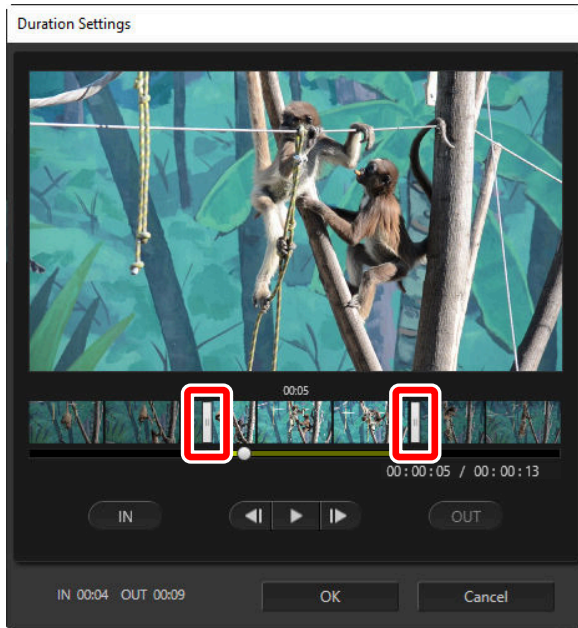 Duration Settings
00:05
00:00:05 / 00:00:13
IN
OUT
IN 00:04 OUT 00:09
OK
Cancel